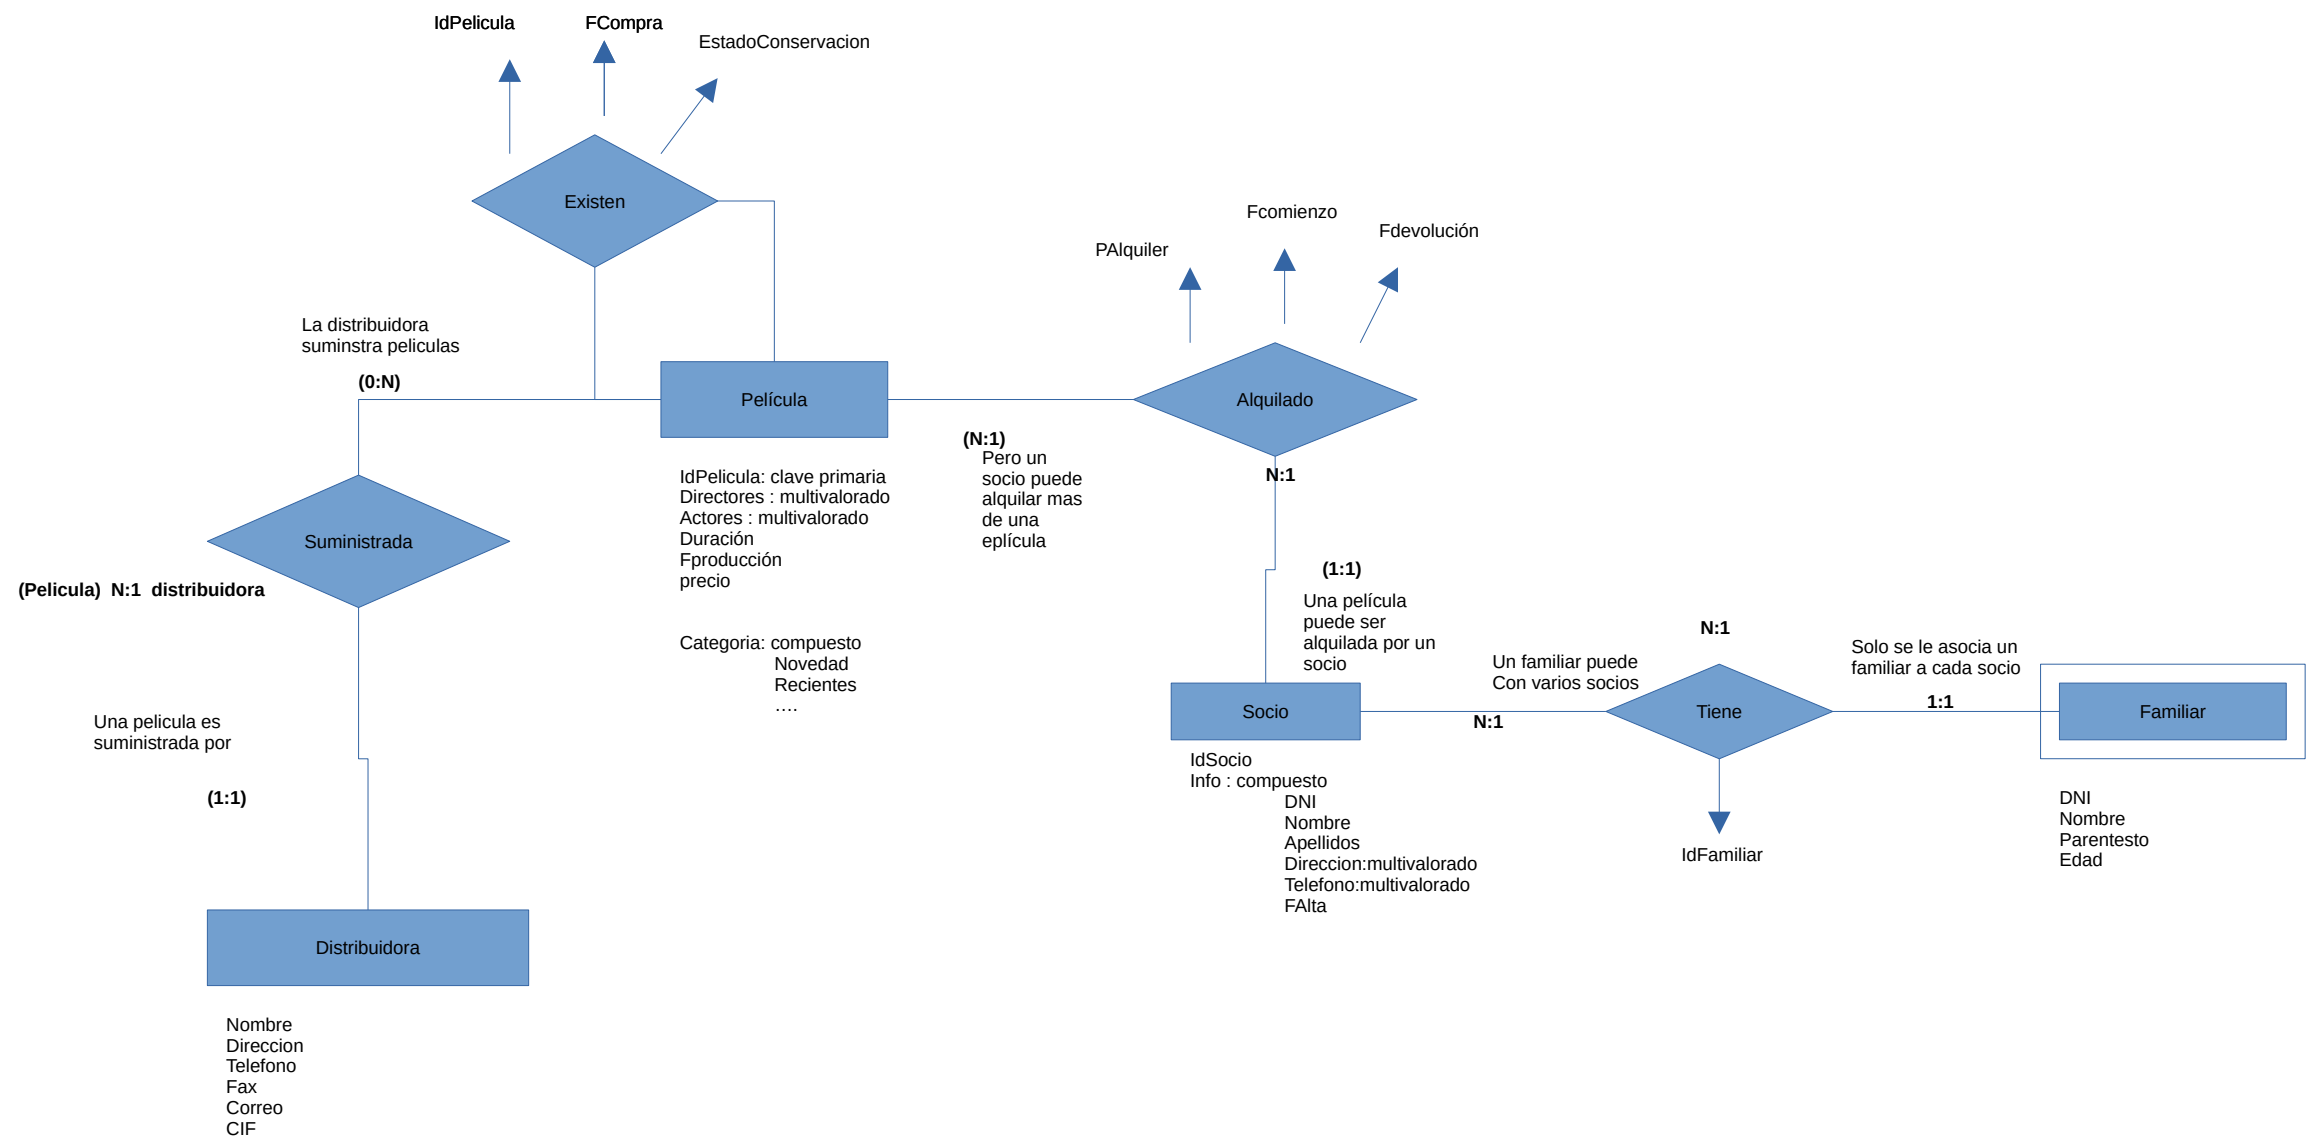 IdPelicula
FCompra
EstadoConservacion
Existen
Fcomienzo
Fdevolución
PAlquiler
La distribuidora
suminstra peliculas
(0:N)
Película
Alquilado
(N:1)
Pero un
socio puede
alquilar mas
de una
eplícula
N:1
IdPelicula: clave primaria
Directores : multivalorado
Actores : multivalorado
Duración
Fproducción
precio
Categoria: compuesto
Novedad
Recientes
….
Suministrada
(Pelicula) N:1 distribuidora
(1:1)
Una película
puede ser
alquilada por un
socio
Una pelicula es
suministrada por
(1:1)
Distribuidora
Nombre
Direccion
Telefono
Fax
Correo
CIF
Socio
IdSocio
Info : compuesto
DNI
Nombre
Apellidos
Direccion:multivalorado
Telefono:multivalorado
FAlta
Un familiar puede
Con varios socios
N:1
N:1
Tiene
IdFamiliar
Solo se le asocia un
familiar a cada socio
1:1
Familiar
DNI
Nombre
Parentesto
Edad